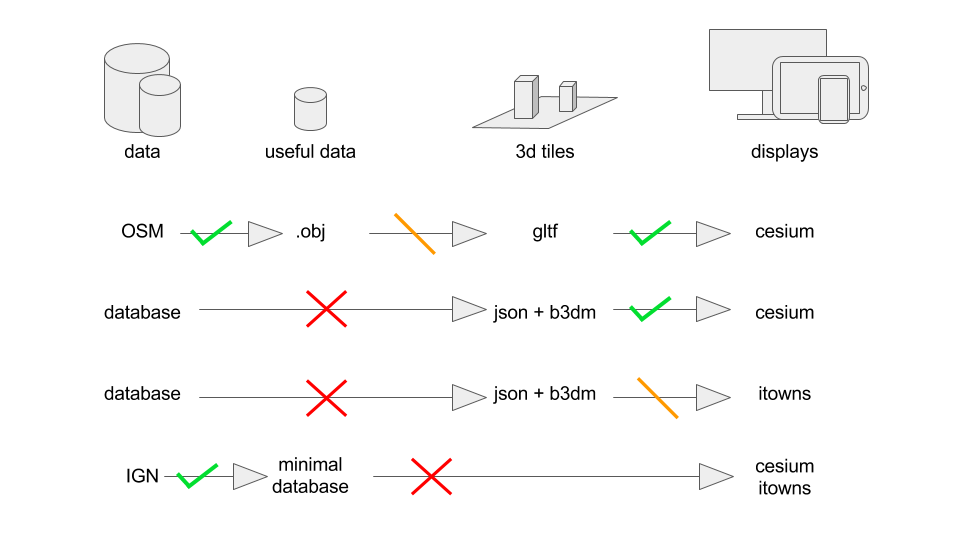 data
useful data
3d tiles
displays
OSM
.obj
gltf
cesium
database
json + b3dm
cesium
database
json + b3dm
itowns
IGN
minimal
database
cesium
itowns